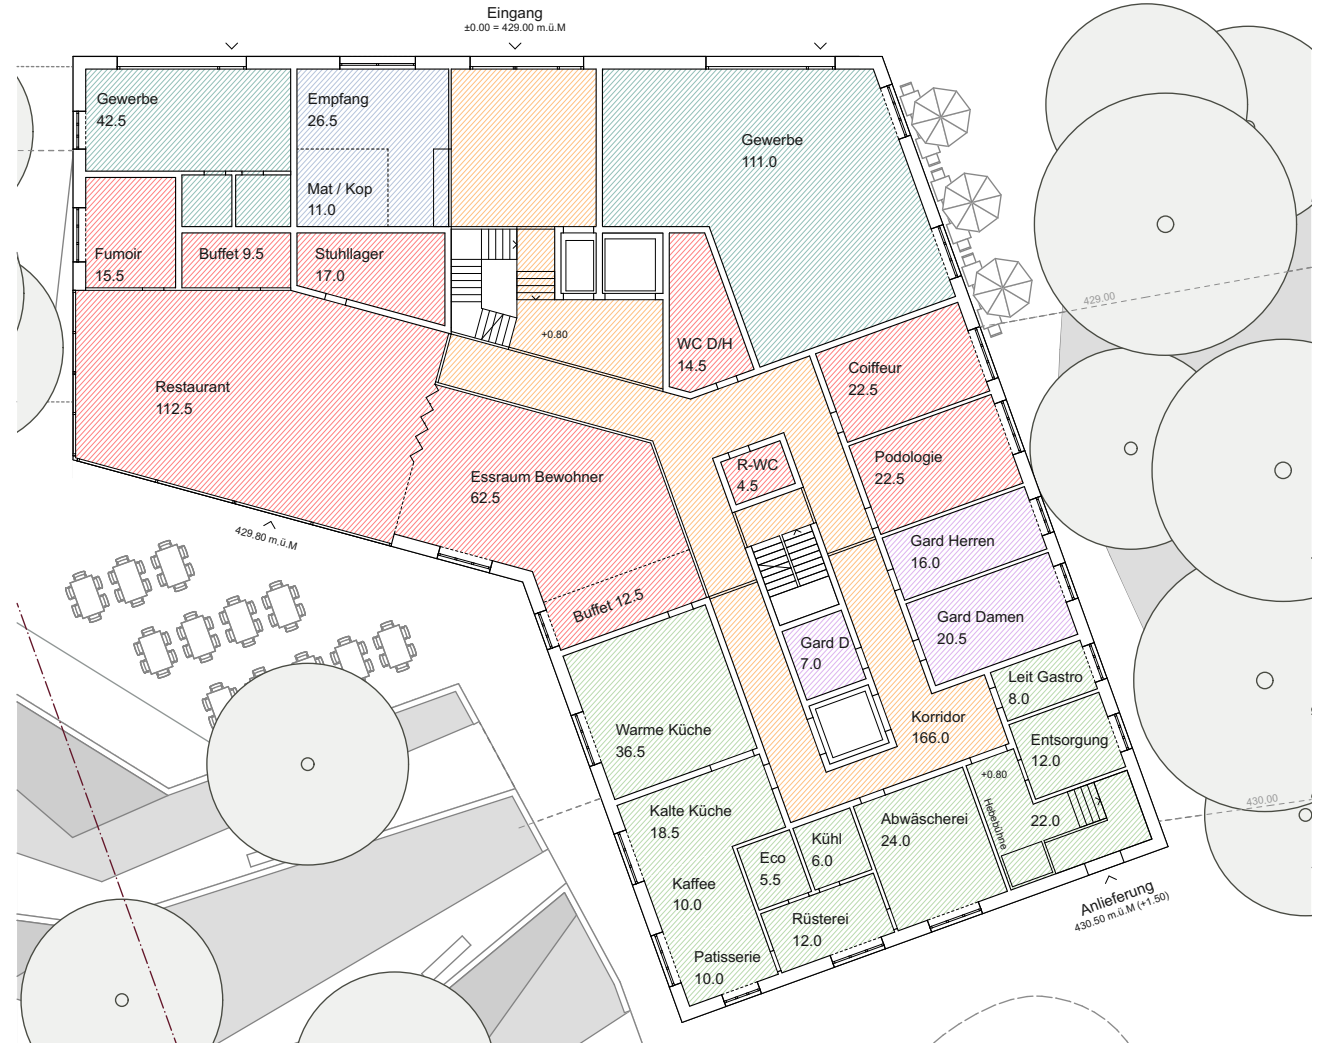 Eingang
±0.00 = 429.00 m.ü.M
Gewerbe
42.5
Empfang
26.5
Gewerbe
111.0
Mat / Kop
11.0
Fumoir
15.5
Buffet 9.5
Stuhllager
17.0
429.00
+0.80
WC D/H
14.5
Coiffeur
22.5
Restaurant
112.5
Podologie
22.5
R-WC
4.5
Essraum Bewohner
62.5
429.80 m.ü.M
Gard Herren
16.0
Buffet 12.5
Gard Damen
20.5
Gard D
7.0
Leit Gastro
8.0
Korridor
166.0
Warme Küche
36.5
Entsorgung
12.0
+0.80
430.00
Hebebühne
22.0
Kalte Küche
18.5
Abwäscherei
24.0
Kühl
6.0
Eco
5.5
Kaffee
10.0
Anlieferung
430.50 m.ü.M (+1.50)
Rüsterei
12.0
Patisserie
10.0